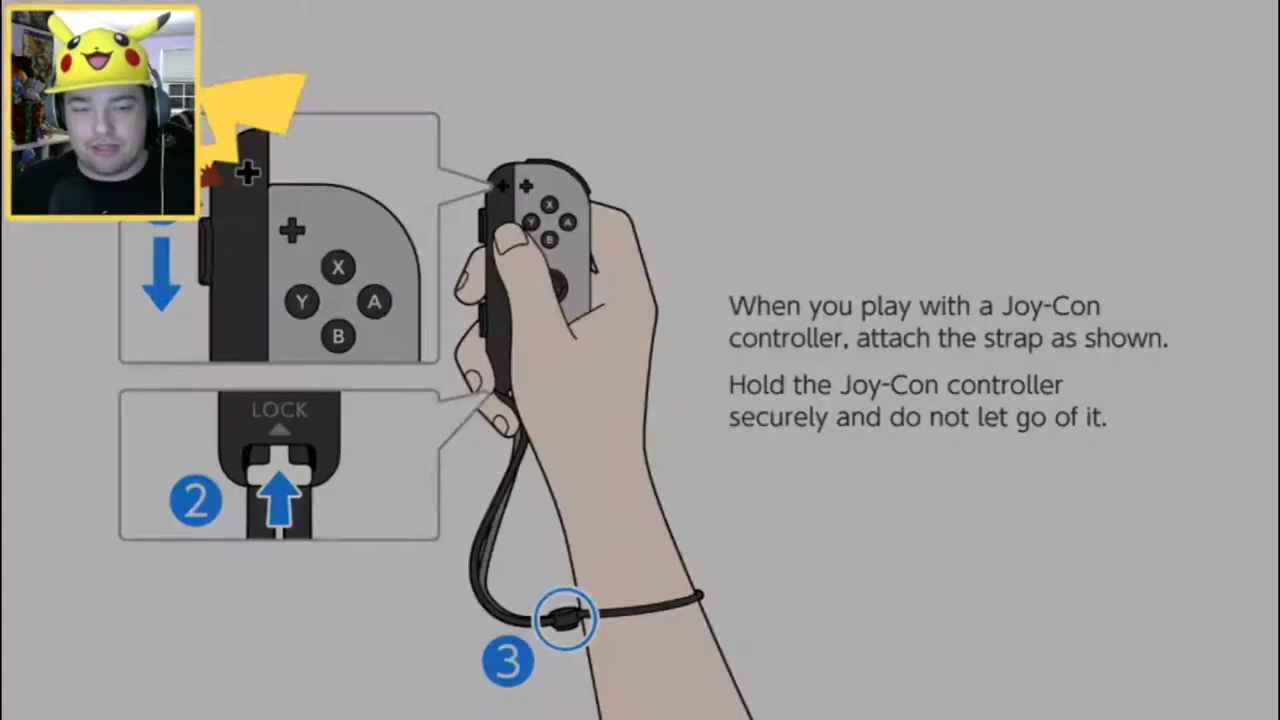 X
Y A
B
X
Y A
B
LOCK
2
3
When you play with a Joy-Con
controller, attach the strap as shown.
Hold the Joy-Con controller
securely and do not let go of it.